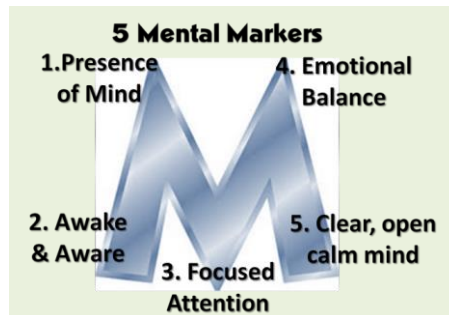 5 Mental Markers
1.Presence
of Mind
2. Awake
& Aware
3. Focused
Attention
4. Emotional
Balance
5. Clear, open
calm mind